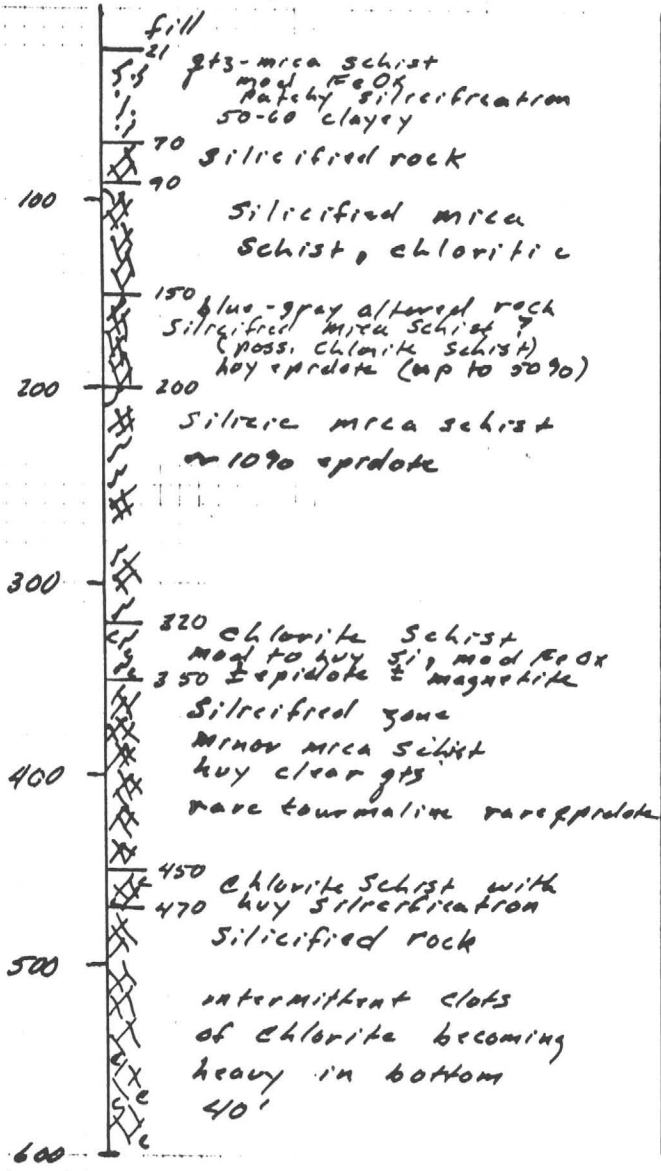 fill
21
qtz-mica schist
mod FeOx
patchy silicification
50-60 clayey
70
silicified rock
90
100
Silicified mica
schist, chloritic
150
blue-gray altered rock
Silicified mica schist?
(poss. chlorite schist)
hvy epidote (up to 50%)
200
200
Silicic mica schist
~ 10% epidote
300
320
Chlorite Schist
mod to hvy Si, mod FeOx
350 ± epidote ± magnetite
Silicified zone
minor mica schist
hvy clear qtz
rare tourmaline rare epidote
400
450
Chlorite Schist with
470
hvy silicification
Silicified rock
500
intermittent clots
of chlorite becoming
heavy in bottom
40'
600